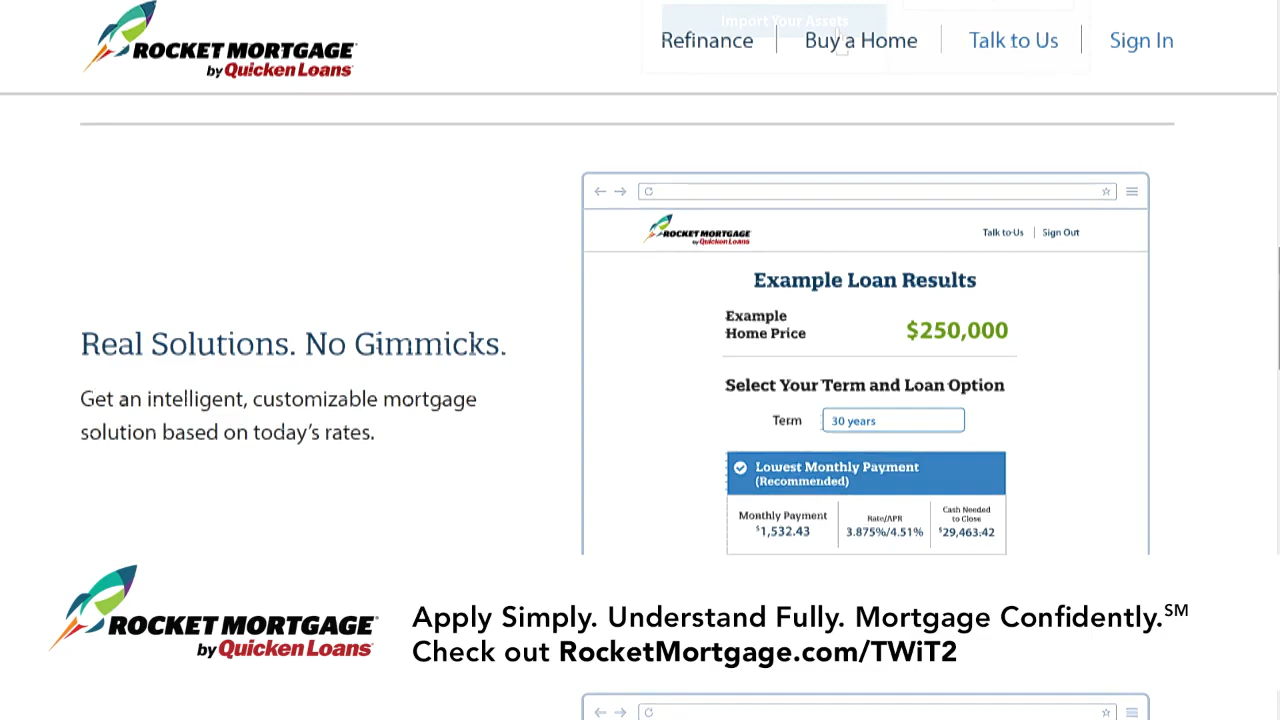 Import Your Assets
ROCKET MORTGAGE
by Quicken Loans
Refinance
Buy a Home
Talk to Us
Sign In
ROCKET MORTGAGE
by Quicken Loans
Talk to Us
Sign Out
Example Loan Results
Example
Home Price
$250,000
Real Solutions. No Gimmicks.
Get an intelligent, customizable mortgage
solution based on today's rates.
Select Your Term and Loan Option
Term
30 years
Lowest Monthly Payment
(Recommended)
Monthly Payment
$1,532.43
Rate/APR
3.875%/4.51%
Cash Needed
to Close
$29,463.42
ROCKET MORTGAGE
by Quicken Loans
Apply Simply. Understand Fully. Mortgage Confidently.SM
Check out RocketMortgage.com/TWiT2